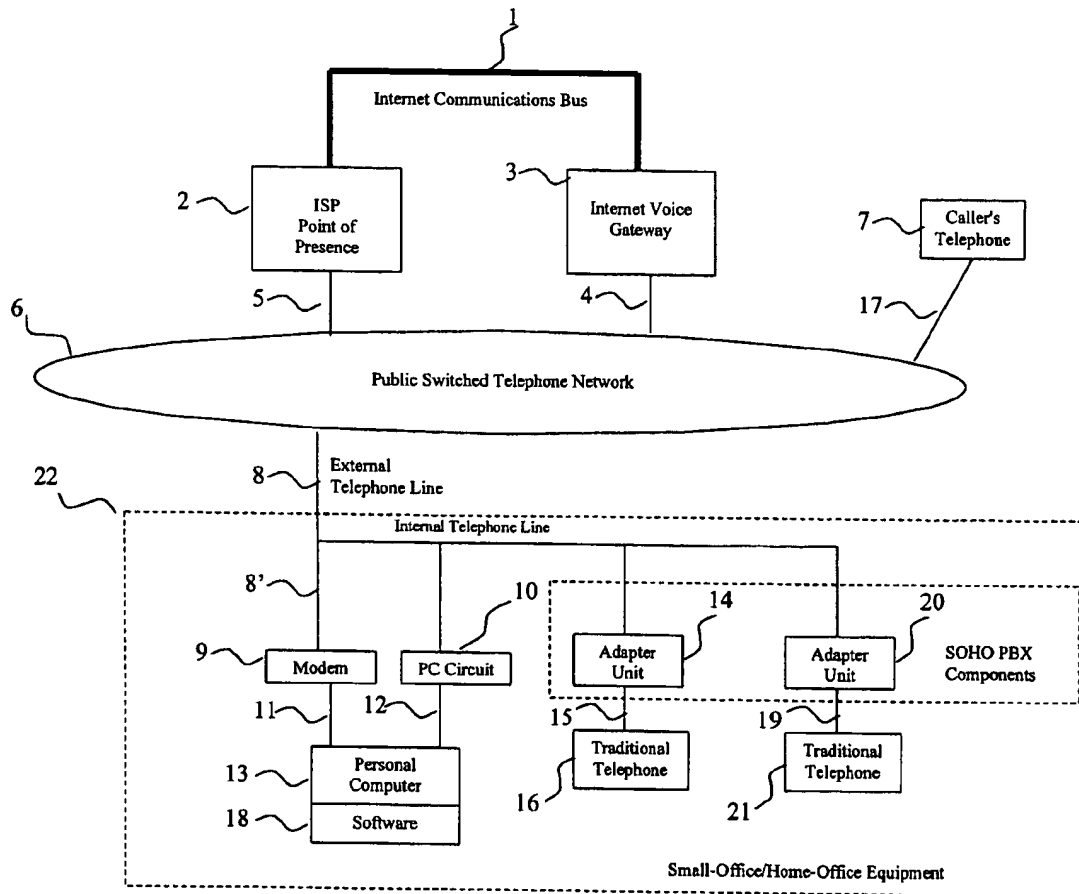 1
Internet Communications Bus
2
ISP
Point of
Presence
3
Internet Voice
Gateway
7
Caller's
Telephone
5
4
17
6
Public Switched Telephone Network
8
External
Telephone Line
22
Internal Telephone Line
8'
10
14
20
9
Modem
PC Circuit
Adapter
Unit
Adapter
Unit
SOHO PBX
Components
11
12
15
19
13
Personal
Computer
18
Software
Traditional
Telephone
16
Traditional
Telephone
21
Small-Office/Home-Office Equipment